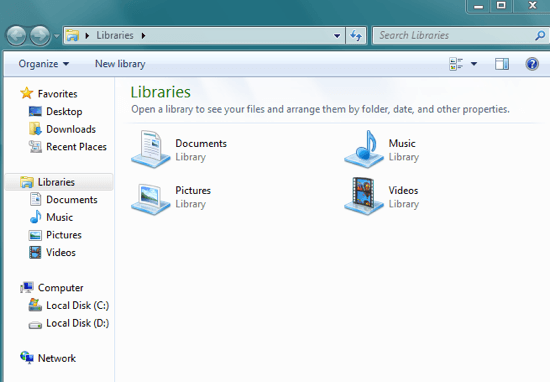 Libraries
Search Libraries
Organize
New library
Favorites
Desktop
Downloads
Recent Places
Libraries
Documents
Music
Pictures
Videos
Computer
Local Disk (C:)
Local Disk (D:)
Network
Libraries
Open a library to see your files and arrange them by folder, date, and other properties.
Documents
Library
Music
Library
Pictures
Library
Videos
Library